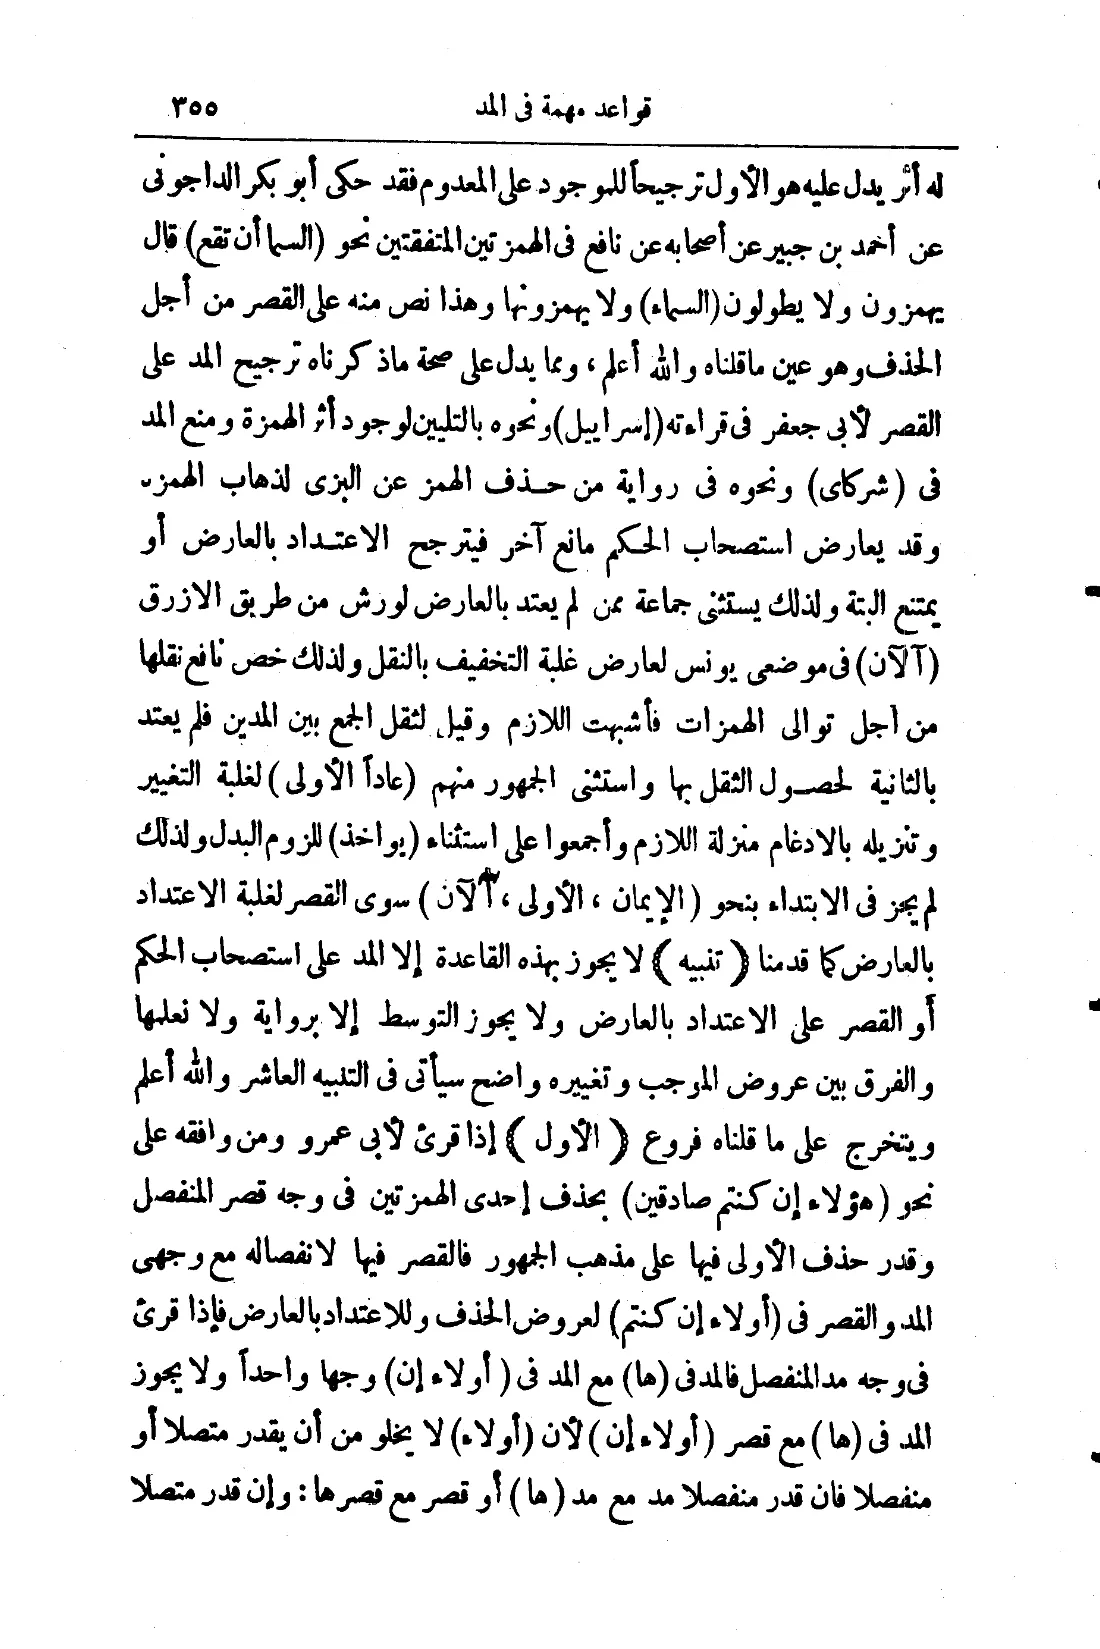 قواعد مهمة فى المد ٣٥٥
له أثر يدل عليه هو الأول ترجيحاً للموجود على المعدوم فقد حكى أبو بكر الداجونى
عن أحمد بن جبير عن أصحابه عن نافع فى الهمزتين المتفقتين نحو (السما أن تقع) قال
يهمزون ولا يطولون (السماء) ولا يهمزونها وهذا نص منه على القصر من أجل
الحذف وهو عين ما قلناه والله أعلم ، ومما يدل على صحة ما ذكرناه ترجيح المد على
القصر لأبى جعفر فى قراءته (إسراييل) ونحوه بالتليين لوجود أثر الهمزة ومنع المد
فى (شركاى) ونحوه فى رواية من حذف الهمز عن البزى لذهاب الهمز.
وقد يعارض استصحاب الحكم مانع آخر فيترجح الاعتداد بالعارض أو
يمتنع البتة ولذلك يستثنى جماعة ممن لم يعتد بالعارض لورش من طريق الازرق
(آلآن) فى موضعى يونس لعارض غلبة التخفيف بالنقل ولذلك خص نافع نقلها
من أجل توالى الهمزات فأشبهت اللازم وقيل لثقل الجمع بين المدين فلم يعتد
بالثانية لحصول الثقل بها واستثنى الجمهور منهم (عاداً الأولى) لغلبة التغيير
وتنزيله بالادغام منزلة اللازم وأجمعوا على استثناء (يواخذ) للزوم البدل ولذلك
لم يجز فى الابتداء بنحو (الإيمان ، الأولى ، آلآن) سوى القصر لغلبة الاعتداد
بالعارض كما قدمنا (تنبيه) لا يجوز بهذه القاعدة إلا المد على استصحاب الحكم
أو القصر على الاعتداد بالعارض ولا يجوز التوسط إلا برواية ولا نعلمها
والفرق بين عروض الموجب وتغييره واضح سيأتى فى التنبيه العاشر والله أعلم
ويتخرج على ما قلناه فروع (الأول) إذا قرئ لأبى عمرو ومن وافقه على
نحو (هؤلاء إن كنتم صادقين) بحذف إحدى الهمزتين فى وجه قصر المنفصل
وقدر حذف الأولى فيها على مذهب الجمهور فالقصر فيها لانفصاله مع وجهى
المد والقصر فى (أولاء إن كنتم) لعروض الحذف وللاعتداد بالعارض فإذا قرئ
فى وجه مد المنفصل فالمد فى (ها) مع المد فى (أولاء إن) وجها واحداً ولا يجوز
المد فى (ها) مع قصر (أولاء إن) لأن (أولاء) لا يخلو من أن يقدر متصلا أو
منفصلا فان قدر منفصلا مد مع مد (ها) أو قصر مع قصرها : وإن قدر متصلا